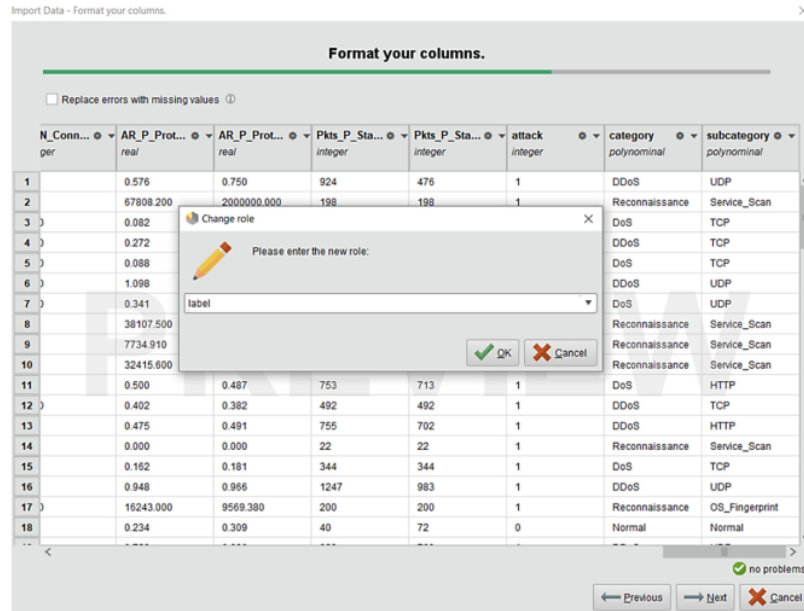 Import Data - Format your columns.
Format your columns.
Replace errors with missing values
N_Conn... AR_P_Prot... AR_P_Prot... Pkts_P_Sta... Pkts_P_Sta... attack category subcategory
ger real real integer integer integer polynominal polynominal
1 0.576 0.750 924 476 1 DDoS UDP
2 67808.200 2000000.000 198 198 1 Reconnaissance Service_Scan
3 0.082 DoS TCP
4 0.272 DDoS TCP
5 0.088 DoS TCP
6 1.098 DDoS UDP
7 0.341 DoS UDP
8 38107.500 Reconnaissance Service_Scan
9 7734.910 Reconnaissance Service_Scan
10 32415.600 Reconnaissance Service_Scan
Change role
Please enter the new role:
label
OK Cancel
11 0.500 0.487 753 713 1 DoS HTTP
12 0.402 0.382 492 492 1 DDoS TCP
13 0.475 0.491 755 702 1 DDoS HTTP
14 0.000 0.000 22 22 1 Reconnaissance Service_Scan
15 0.162 0.181 344 344 1 DoS TCP
16 0.948 0.966 1247 983 1 DDoS UDP
17 16243.000 9569.380 200 200 1 Reconnaissance OS_Fingerprint
18 0.234 0.309 40 72 0 Normal Normal
PREVIEW
no problems
Previous Next Cancel